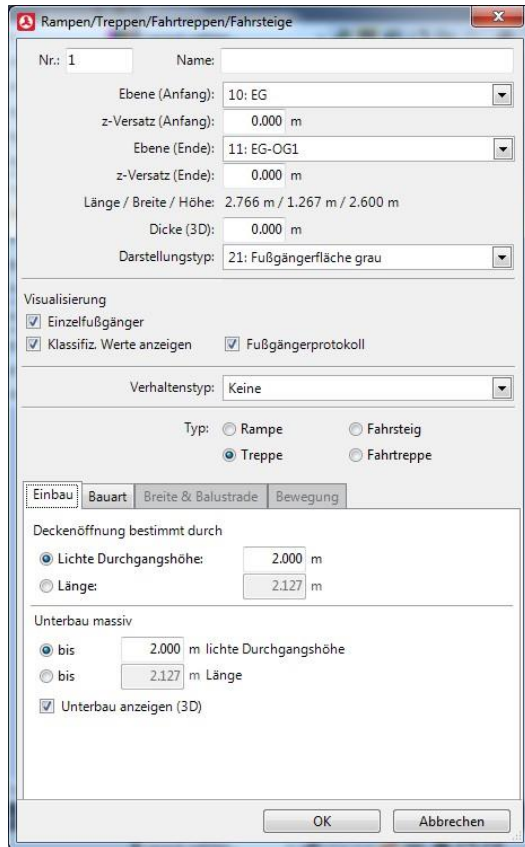 Rampen/Treppen/Fahrtreppen/Fahrsteige
Nr.: 1 Name:
Ebene (Anfang): 10: EG
z-Versatz (Anfang): 0.000 m
Ebene (Ende): 11: EG-OG1
z-Versatz (Ende): 0.000 m
Länge / Breite / Höhe: 2.766 m / 1.267 m / 2.600 m
Dicke (3D): 0.000 m
Darstellungstyp: 21: Fußgängerfläche grau
Visualisierung
Einzelfußgänger
Klassifiz. Werte anzeigen Fußgängerprotokoll
Verhaltenstyp: Keine
Typ: Rampe Fahrsteig
Treppe Fahrtreppe
Einbau Bauart Breite & Balustrade Bewegung
Deckenöffnung bestimmt durch
Lichte Durchgangshöhe: 2.000 m
Länge: 2.127 m
Unterbau massiv
bis 2.000 m lichte Durchgangshöhe
bis 2.127 m Länge
Unterbau anzeigen (3D)
OK Abbrechen